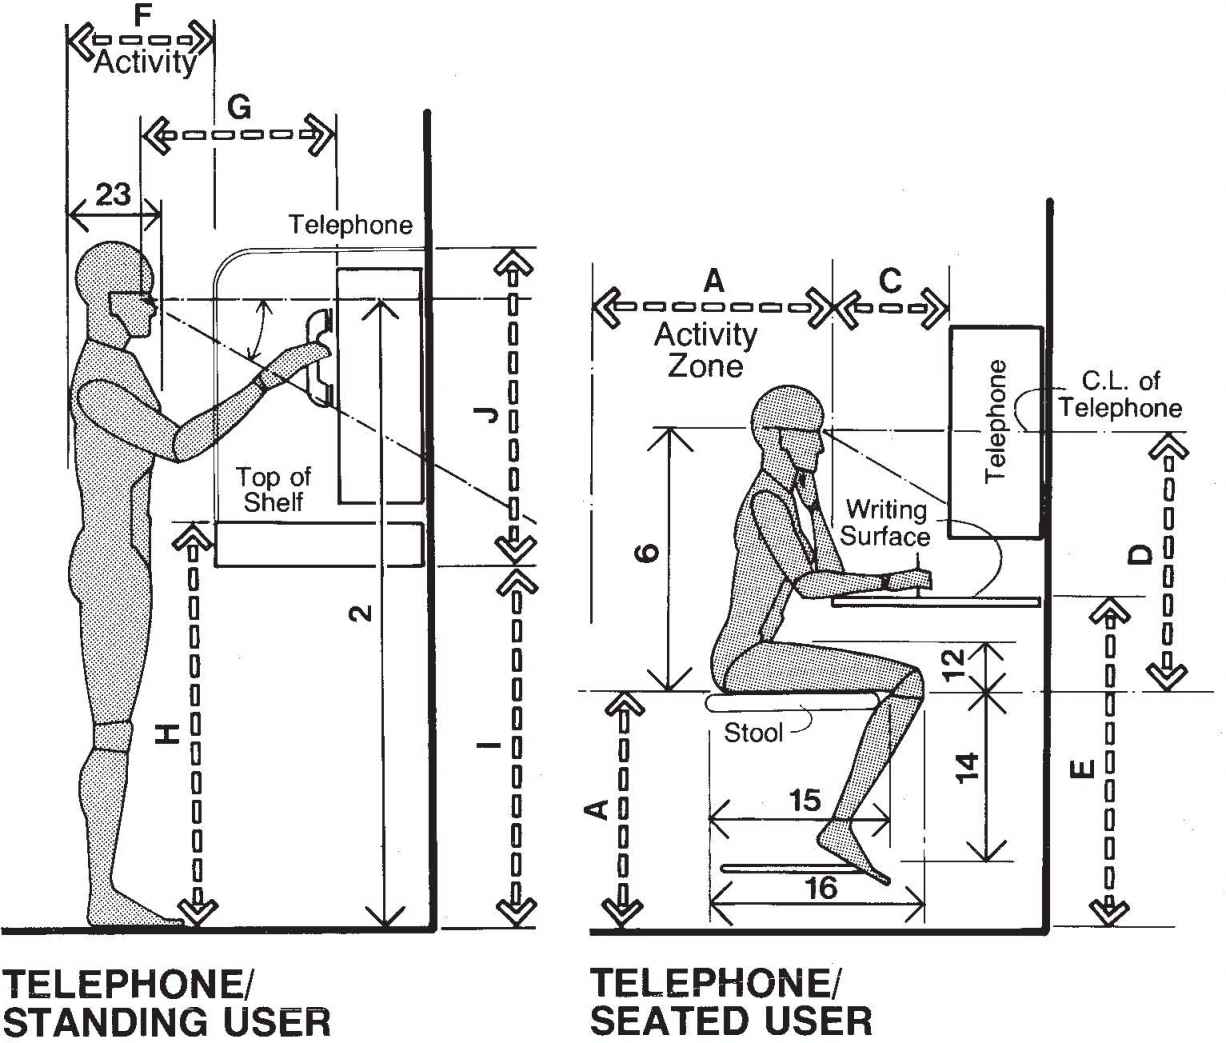 F
Activity
G
23
Telephone
J
Top of
Shelf
2
H
I
TELEPHONE/
STANDING USER
A
C
Activity
Zone
Telephone
C.L. of
Telephone
Writing
Surface
6
D
12
Stool
14
E
A
15
16
TELEPHONE/
SEATED USER